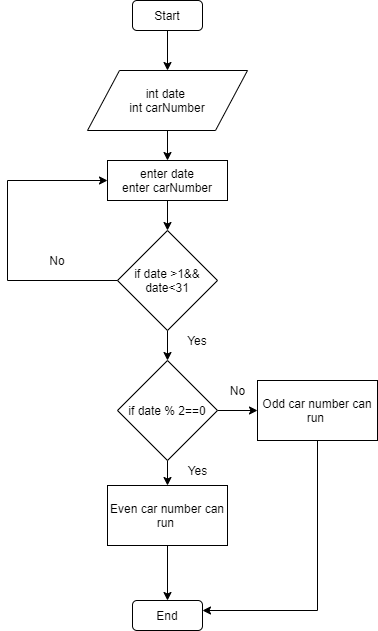 Start
int date
int carNumber
enter date
enter carNumber
No
if date >1&&
date<31
Yes
if date % 2==0
No
Odd car number can
run
Yes
Even car number can
run
End